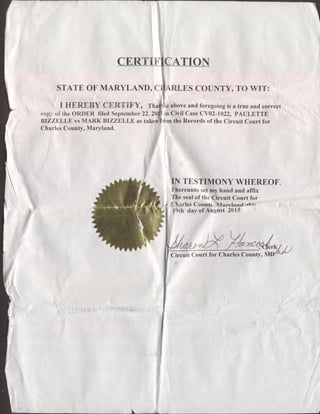 CERTIFICATION
STATE OF MARYLAND, CHARLES COUNTY, TO WIT:
I HEREBY CERTIFY, That the above and foregoing is a true and correct
copy of the ORDER filed September 22, in Civil Case CV02-1022, PAULETTE
BIZZELLE vs MARK BIZZELLE as taken from the Records of the Circuit Court for
Charles County, Maryland.
IN TESTIMONY WHEREOF,
I hereunto set my hand and affix
The seal of the Circuit Court for
Charles County, Maryland, this
19th day of August 2015
Sharon L. Hancock
Clerk
Circuit Court for Charles County, MD